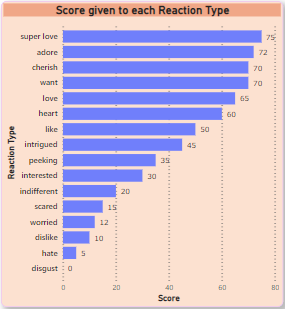 Score given to each Reaction Type
Reaction Type
super love 75
adore 72
cherish 70
want 70
love 65
heart 60
like 50
intrigued 45
peeking 35
interested 30
indifferent 20
scared 15
worried 12
dislike 10
hate 5
disgust 0
0 20 40 60 80
Score